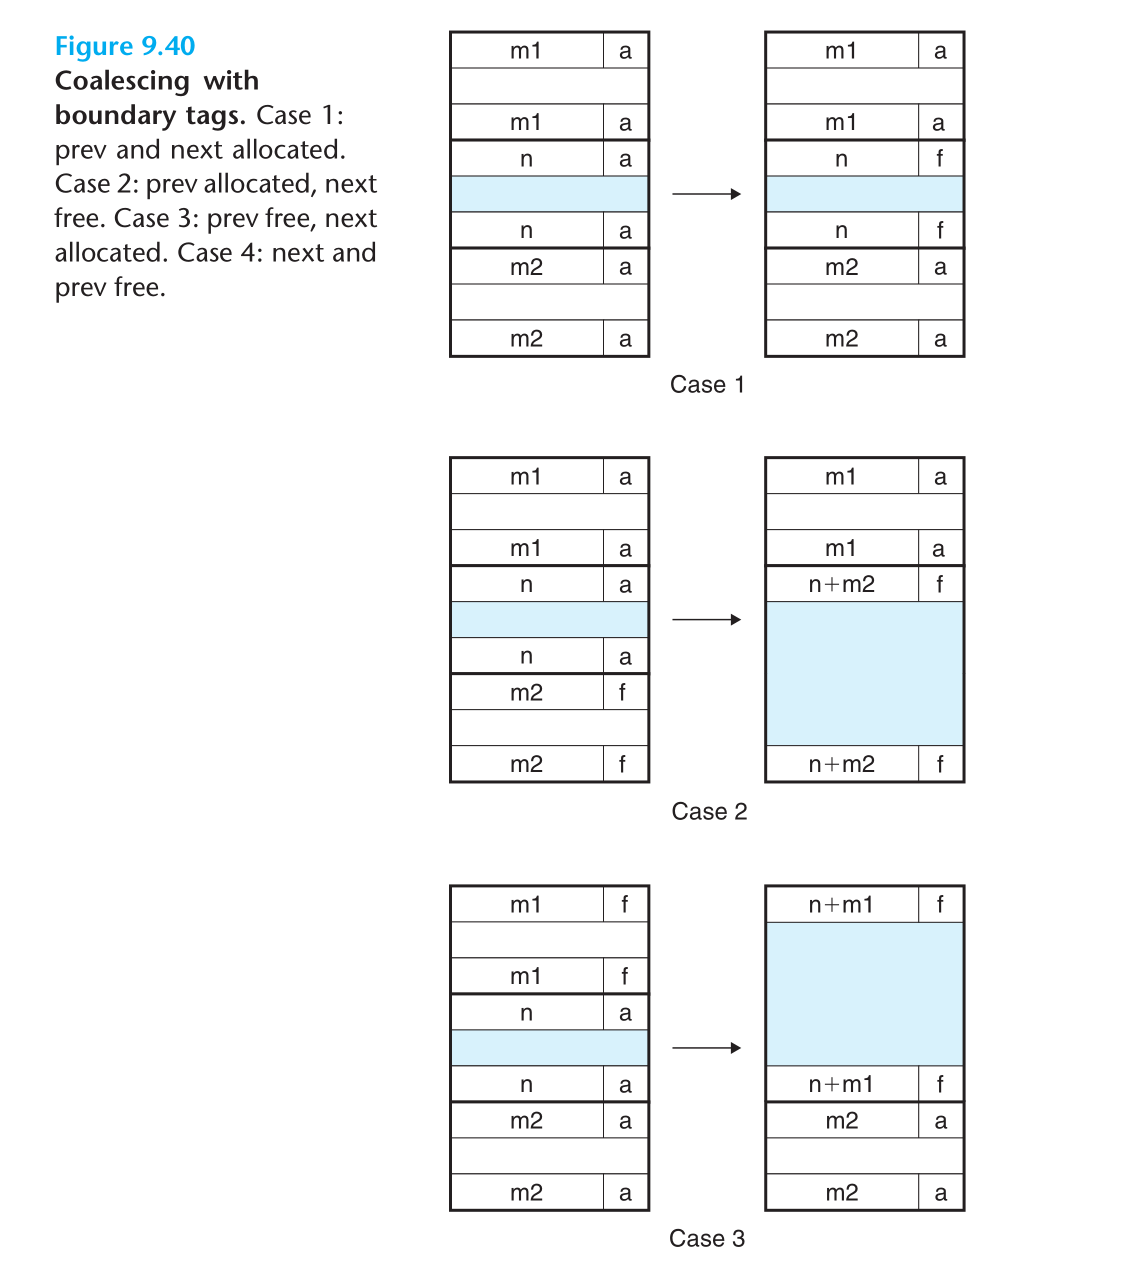 Figure 9.40
Coalescing with
boundary tags. Case 1:
prev and next allocated.
Case 2: prev allocated, next
free. Case 3: prev free, next
allocated. Case 4: next and
prev free.
m1 a
m1 a
n a
n a
m2 a
m2 a
m1 a
m1 a
n f
n f
m2 a
m2 a
Case 1
m1 a
m1 a
n a
n a
m2 f
m2 f
m1 a
m1 a
n+m2 f
n+m2 f
Case 2
m1 f
m1 f
n a
n a
m2 a
m2 a
n+m1 f
n+m1 f
m2 a
m2 a
Case 3